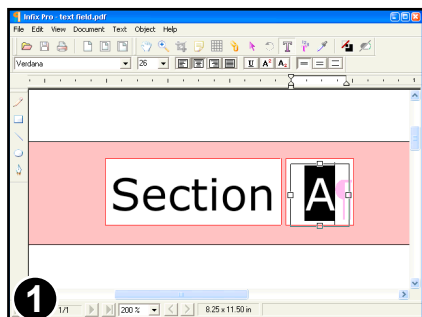 Infix Pro - text field.pdf
File Edit View Document Text Object Help
Verdana 26 U A² A₂
1
Section A¶
1 1/1 200 % 8.25 x 11.50 in